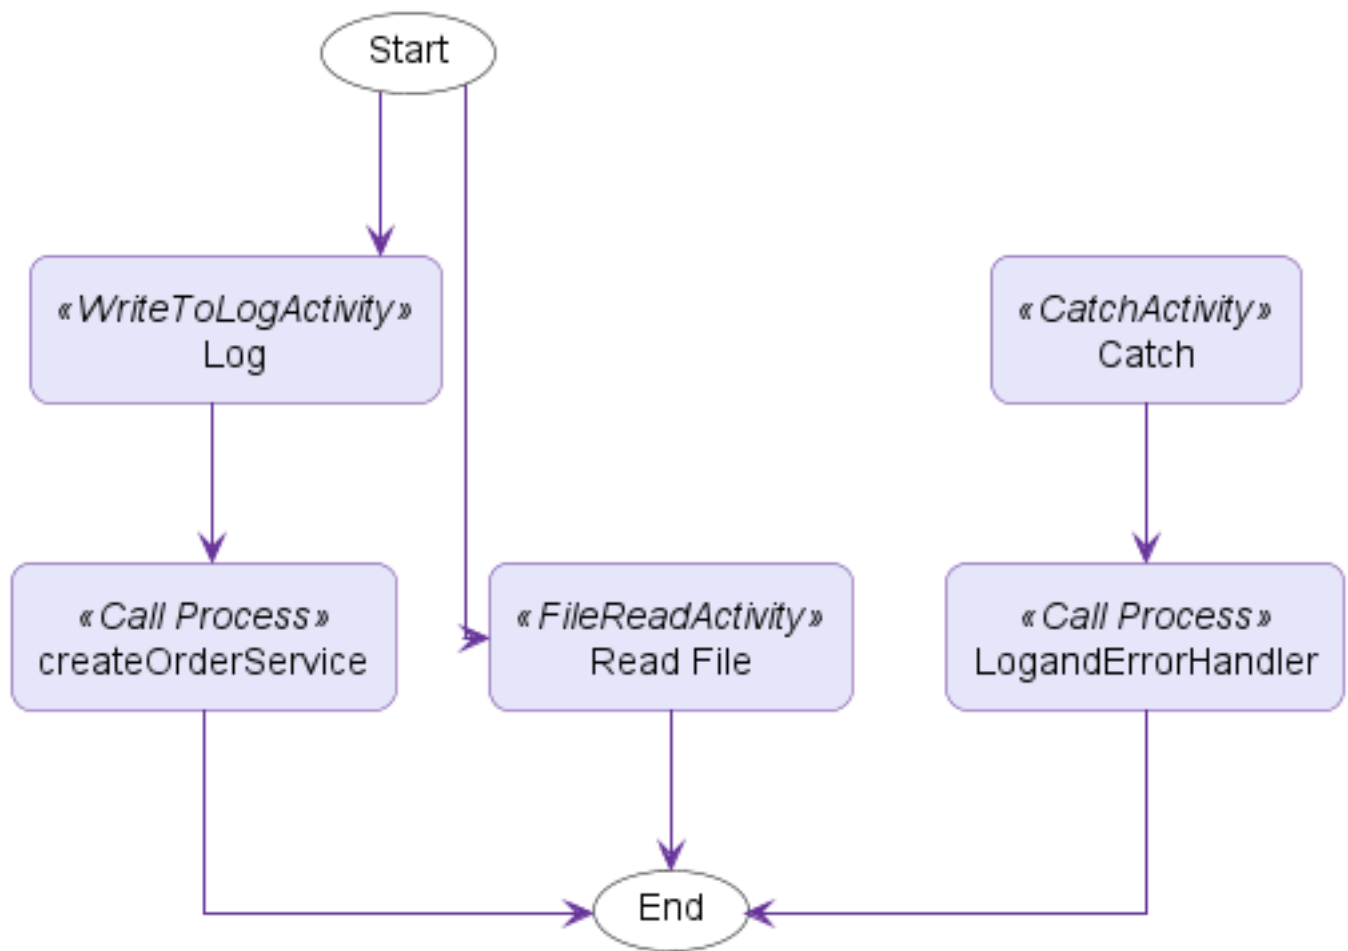 Start
«WriteToLogActivity»
Log
«CatchActivity»
Catch
«Call Process»
createOrderService
«FileReadActivity»
Read File
«Call Process»
LogandErrorHandler
End